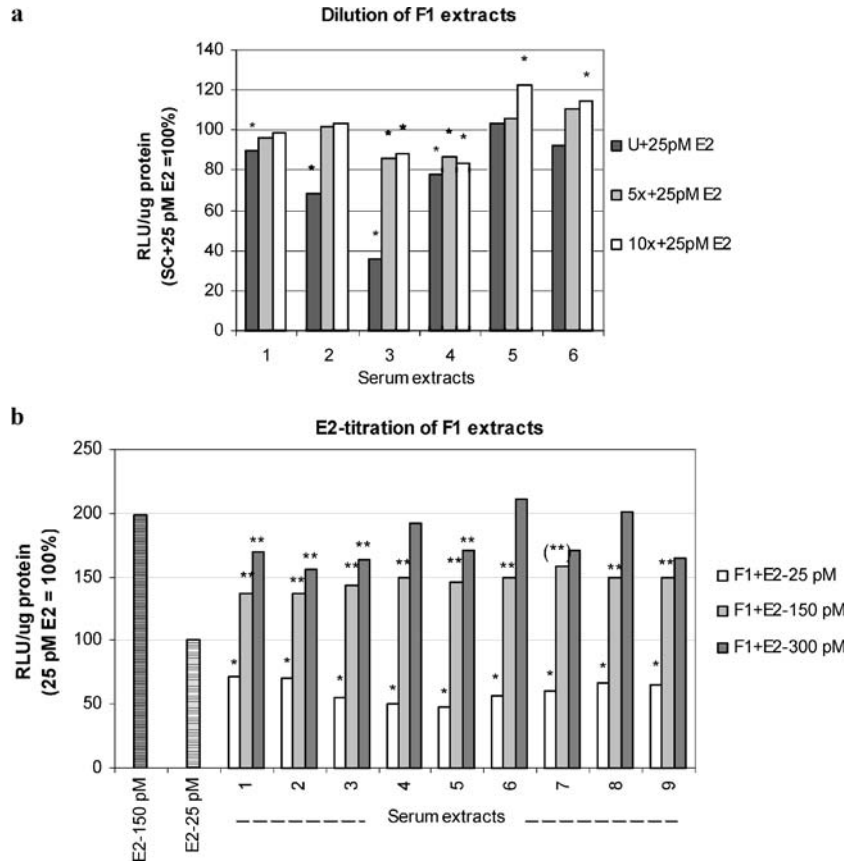 a
Dilution of F1 extracts
RLU/ug protein
(SC+25 pM E2 =100%)
140
120
100
80
60
40
20
0
* * * * * * * * * *
1 2 3 4 5 6
Serum extracts
U+25pM E2
5x+25pM E2
10x+25pM E2
b
E2-titration of F1 extracts
RLU/ug protein
(25 pM E2 = 100%)
250
200
150
100
50
0
** ** ** **
** ** ** ** ** ** (**) ** **
* * * * * * * * *
E2-150 pM
E2-25 pM
1 2 3 4 5 6 7 8 9
Serum extracts
F1+E2-25 pM
F1+E2-150 pM
F1+E2-300 pM